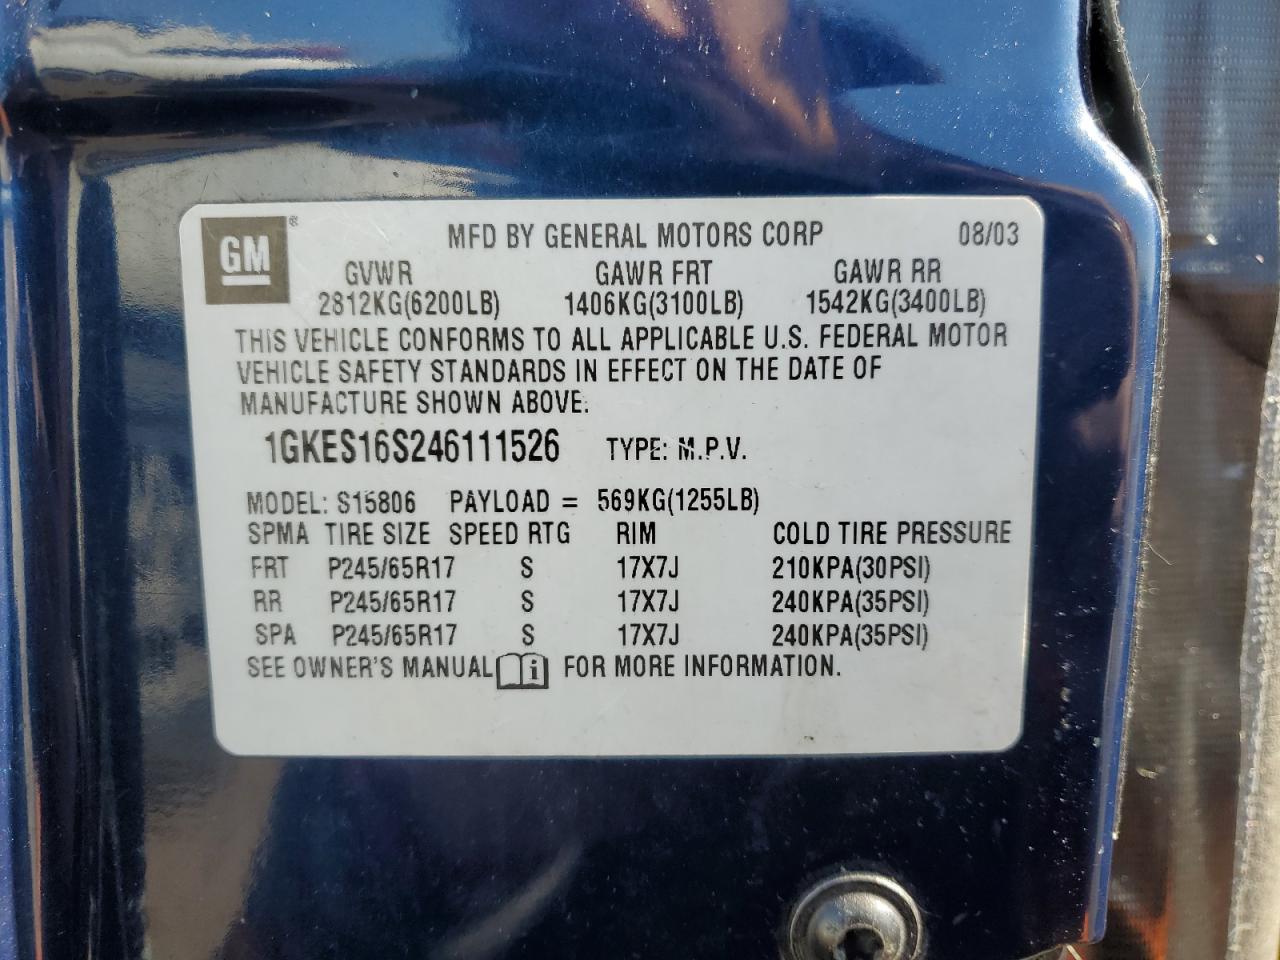 GM ® MFD BY GENERAL MOTORS CORP 08/03
GVWR GAWR FRT GAWR RR
2812KG(6200LB) 1406KG(3100LB) 1542KG(3400LB)
THIS VEHICLE CONFORMS TO ALL APPLICABLE U.S. FEDERAL MOTOR
VEHICLE SAFETY STANDARDS IN EFFECT ON THE DATE OF
MANUFACTURE SHOWN ABOVE.
1GKES16S246111526 TYPE: M.P.V.
MODEL: S15806 PAYLOAD = 569KG(1255LB)
SPMA TIRE SIZE SPEED RTG RIM COLD TIRE PRESSURE
FRT P245/65R17 S 17X7J 210KPA(30PSI)
RR P245/65R17 S 17X7J 240KPA(35PSI)
SPA P245/65R17 S 17X7J 240KPA(35PSI)
SEE OWNER'S MANUAL i FOR MORE INFORMATION.